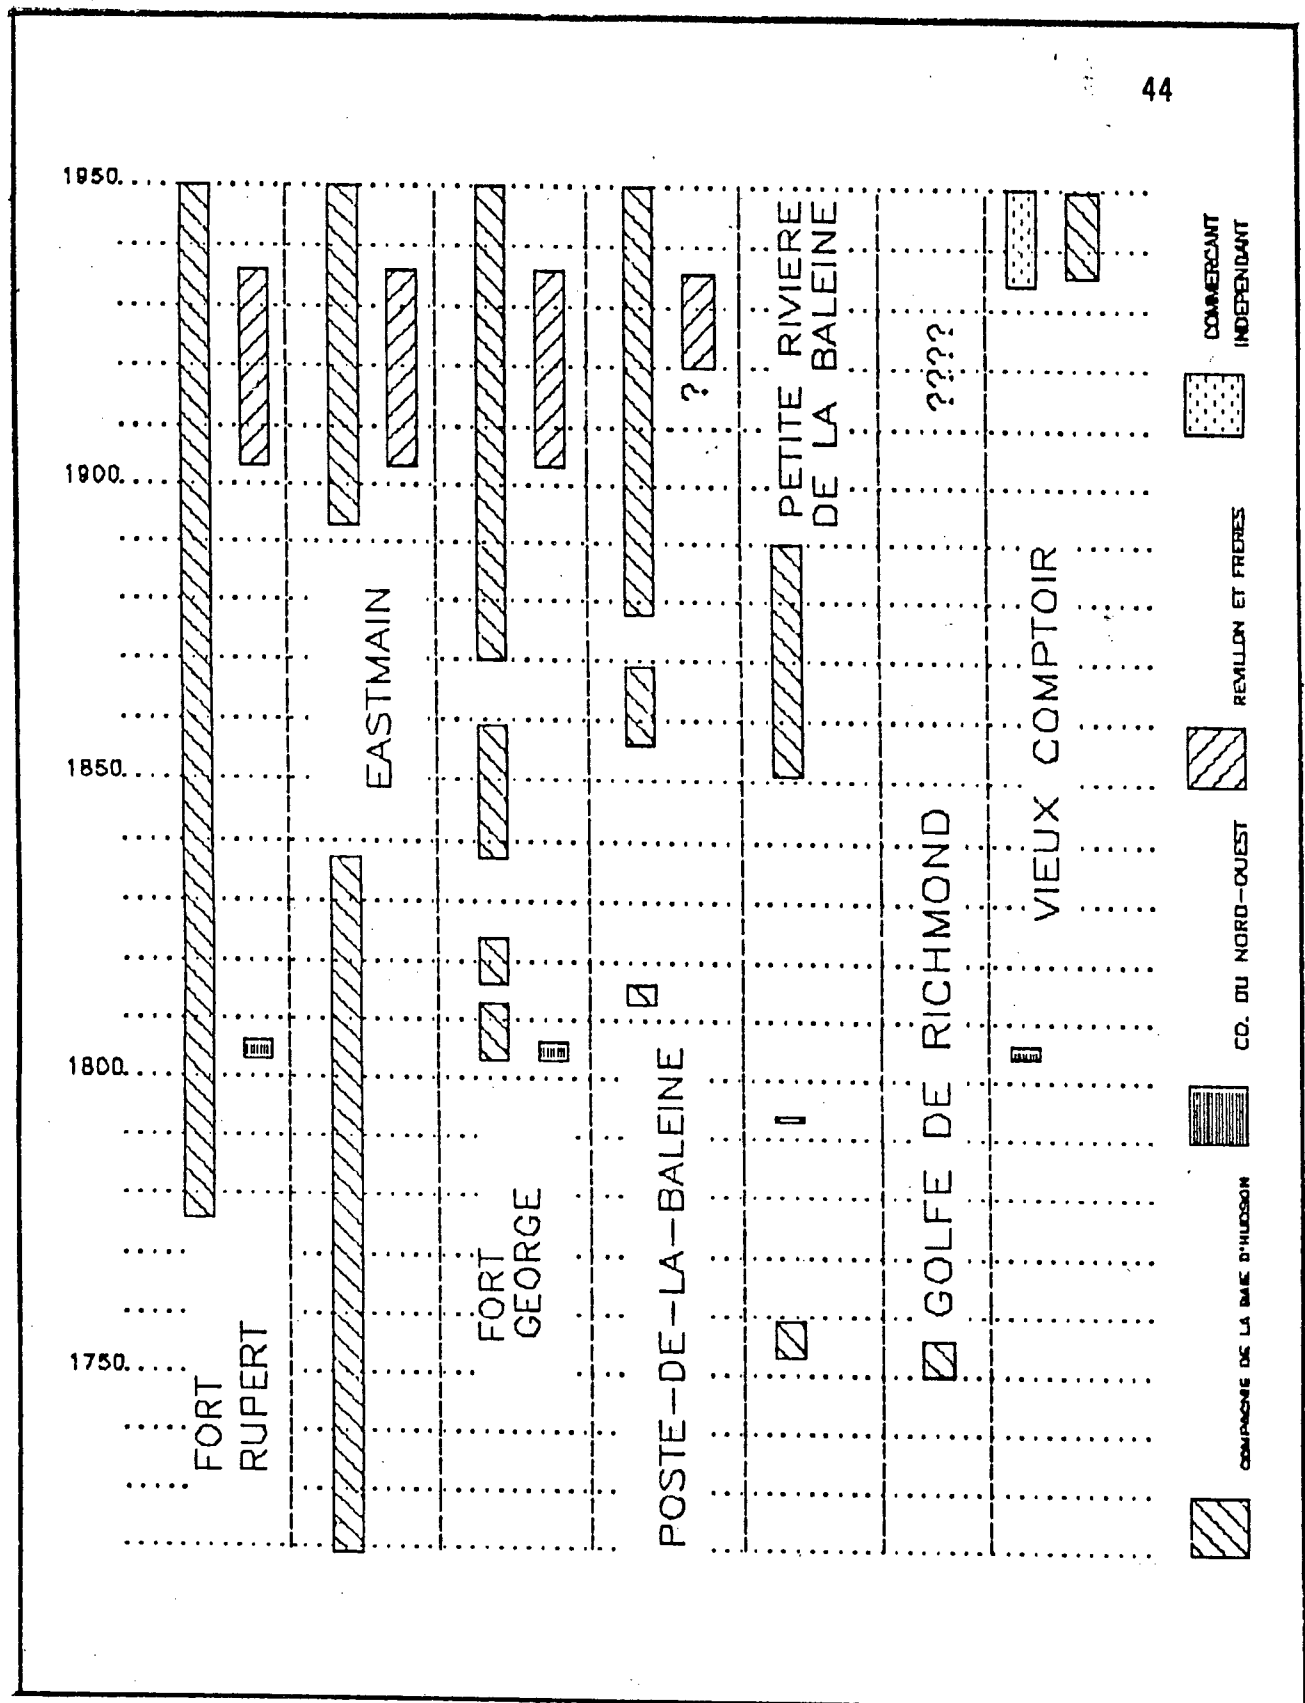 44
1950
1900
1850
1800
1750
FORT
RUPERT
EASTMAIN
FORT
GEORGE
POSTE-DE-LA-BALEINE
?
PETITE RIVIERE
DE LA BALEINE
GOLFE DE RICHMOND
????
VIEUX COMPTOIR
COMPAGNIE DE LA BAIE D'HUDSON
CO. DU NORD-OUEST
REVILLON ET FRERES
COMMERCANT
INDEPENDANT